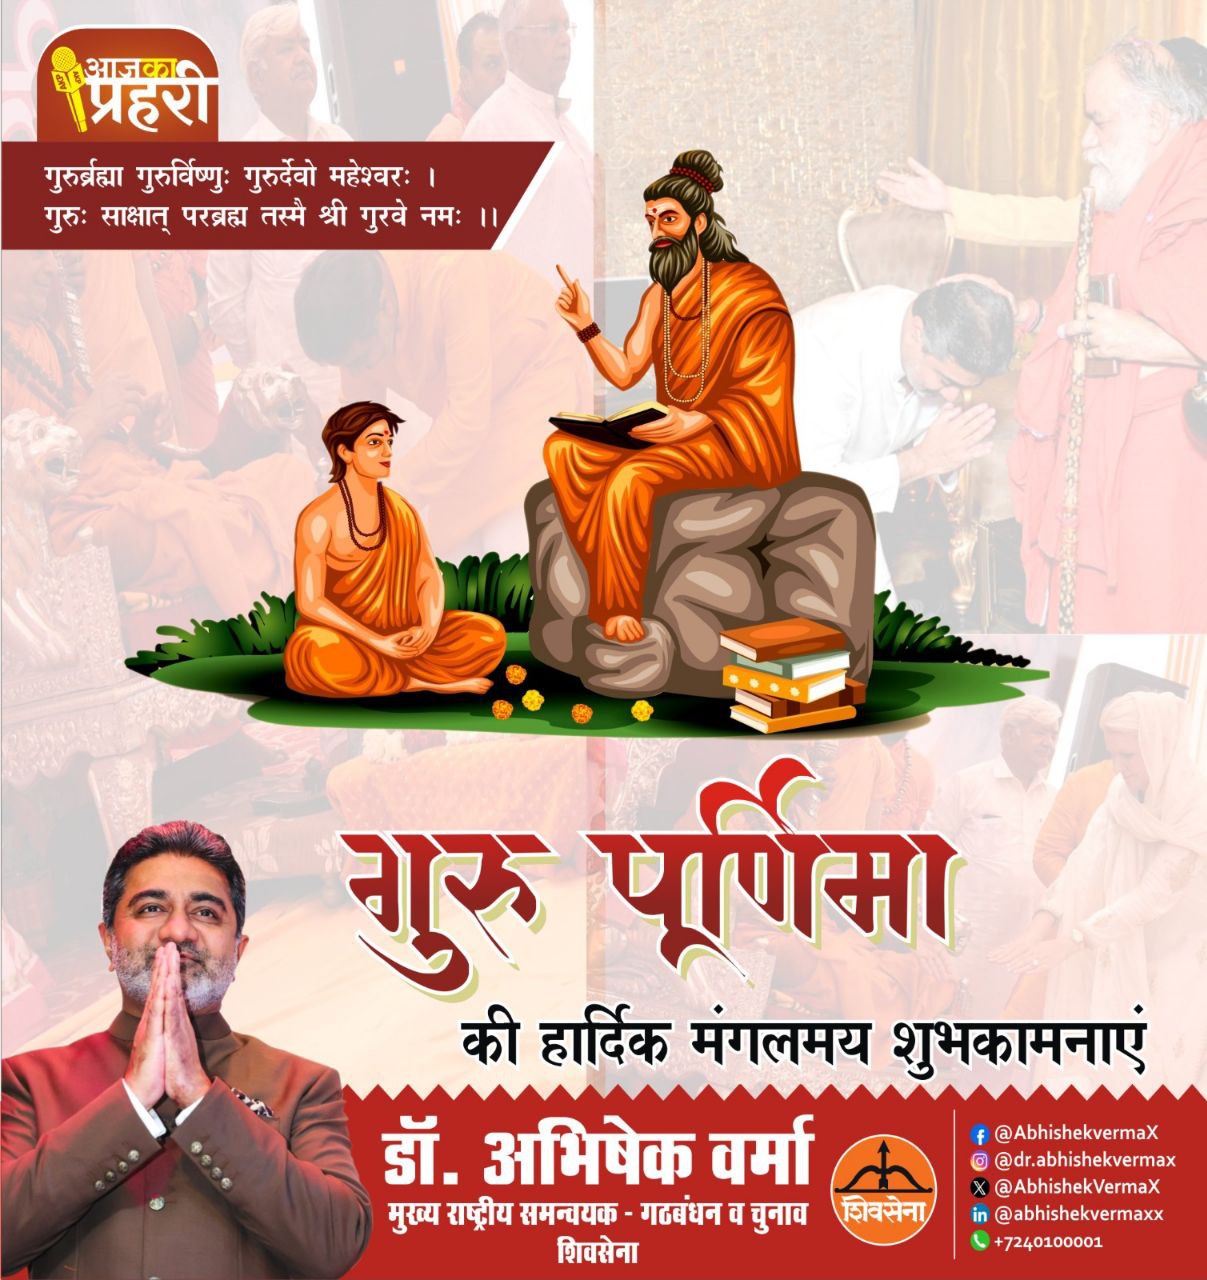 आज का
प्रहरी
गुरुर्ब्रह्मा गुरुर्विष्णुः गुरुर्देवो महेश्वरः ।
गुरुः साक्षात् परब्रह्म तस्मै श्री गुरवे नमः ।।
गुरु पूर्णिमा
की हार्दिक मंगलमय शुभकामनाएं
डॉ. अभिषेक वर्मा
मुख्य राष्ट्रीय समन्वयक - गठबंधन व चुनाव
शिवसेना
शिवसेना
@AbhishekvermaX
@dr.abhishekvermax
@AbhishekVermaX
@abhishekvermaxx
+7240100001